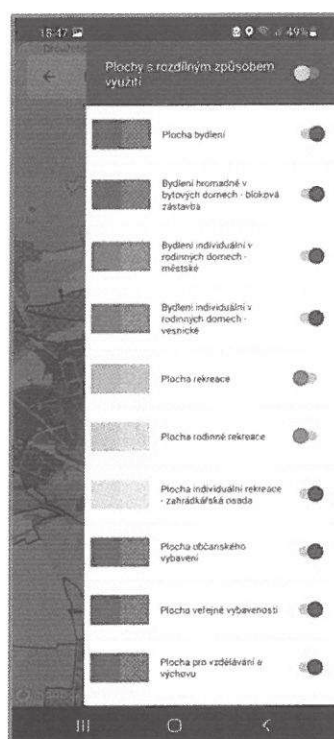 18:47
49%
Plochy s rozdílným způsobem
využití
Plocha bydlení
Bydlení hromadné v
bytových domech - bloková
zástavba
Bydlení individuální v
rodinných domech -
městské
Bydlení individuální v
rodinných domech -
vesnické
Plocha rekreace
Plocha rodinné rekreace
Plocha individuální rekreace
- zahrádkářská osada
Plocha občanského
vybavení
Plocha veřejné vybavenosti
Plocha pro vzdělávání a
výchovu